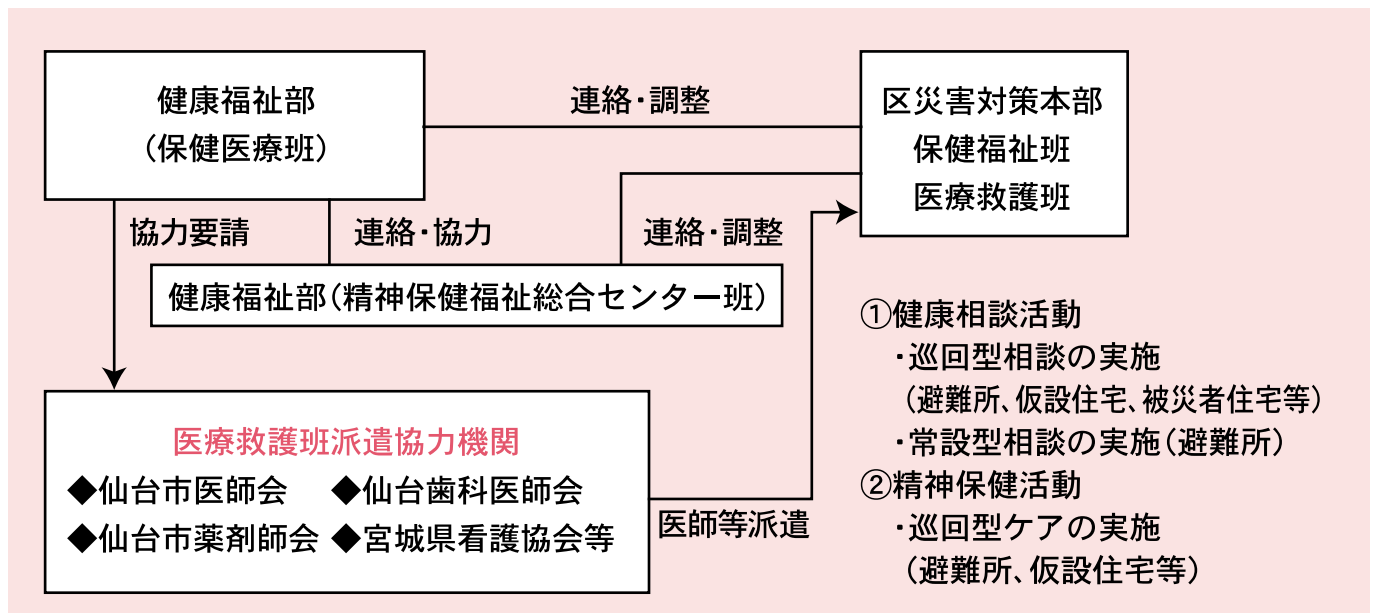 健康福祉部
（保健医療班）
連絡・調整
区災害対策本部
保健福祉班
医療救護班
協力要請
連絡・協力
連絡・調整
健康福祉部（精神保健福祉総合センター班）
医療救護班派遣協力機関
◆仙台市医師会　◆仙台歯科医師会
◆仙台市薬剤師会　◆宮城県看護協会等
医師等派遣
①健康相談活動
・巡回型相談の実施
（避難所、仮設住宅、被災者住宅等）
・常設型相談の実施（避難所）
②精神保健活動
・巡回型ケアの実施
（避難所、仮設住宅等）